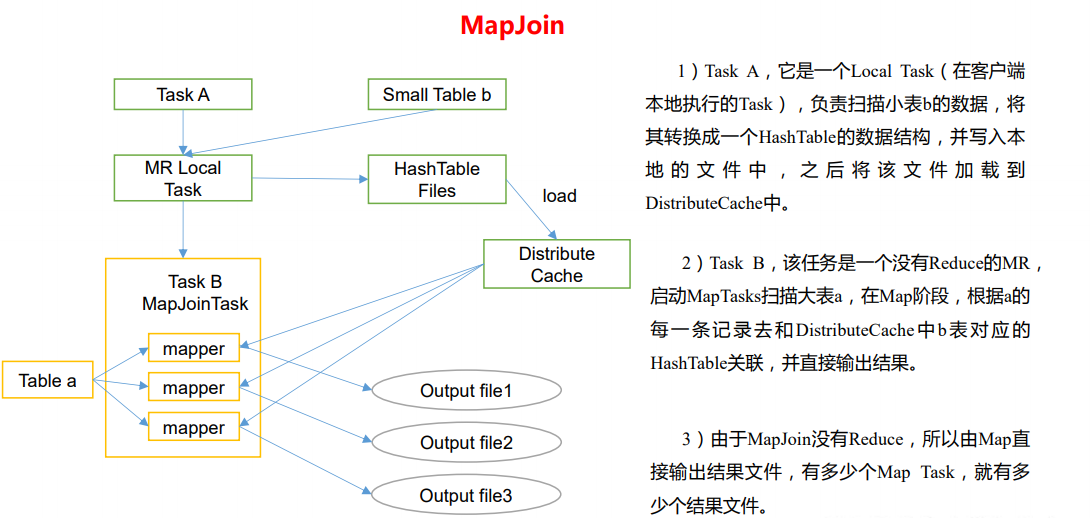 MapJoin
Task A
Small Table b
MR Local
Task
HashTable
Files
load
Distribute
Cache
Task B
MapJoinTask
mapper
mapper
mapper
Table a
Output file1
Output file2
Output file3
1）Task A，它是一个Local Task（在客户端
本地执行的Task），负责扫描小表b的数据，将
其转换成一个HashTable的数据结构，并写入本
地的文件中，之后将该文件加载到
DistributeCache中。
2）Task B，该任务是一个没有Reduce的MR，
启动MapTasks扫描大表a，在Map阶段，根据a的
每一条记录去和DistributeCache中b表对应的
HashTable关联，并直接输出结果。
3）由于MapJoin没有Reduce，所以由Map直
接输出结果文件，有多少个Map Task，就有多
少个结果文件。